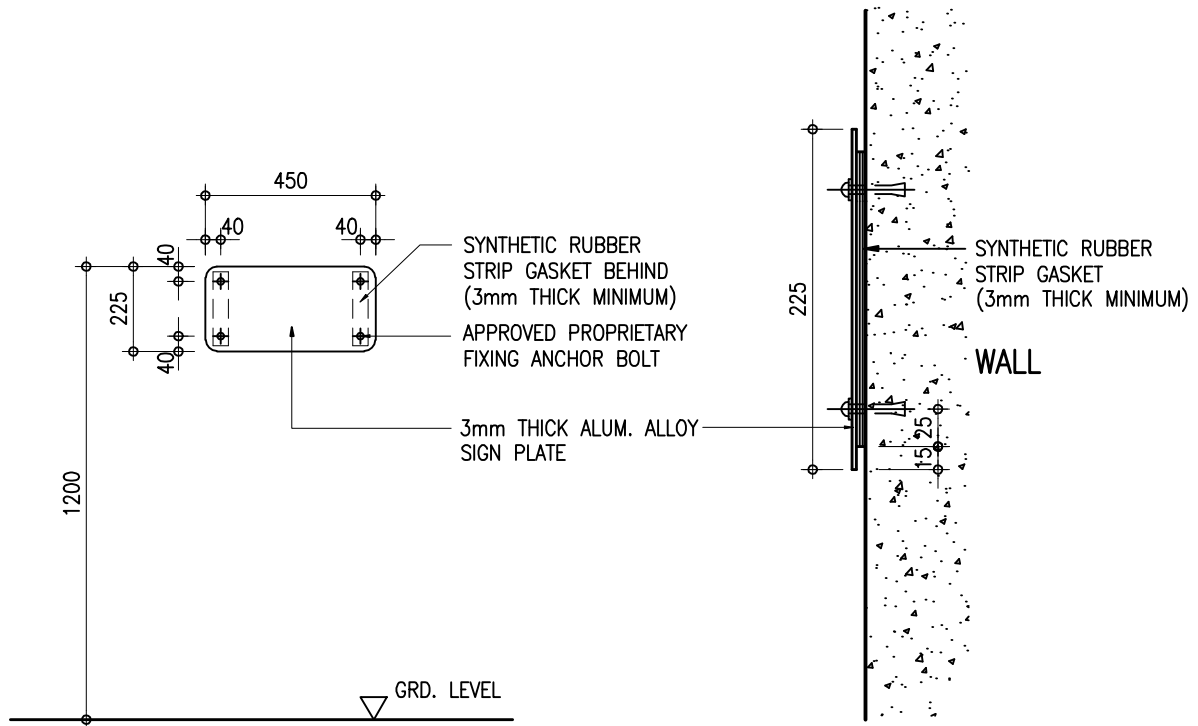 450
40
40
40
225
40
1200
SYNTHETIC RUBBER
STRIP GASKET BEHIND
(3mm THICK MINIMUM)
APPROVED PROPRIETARY
FIXING ANCHOR BOLT
3mm THICK ALUM. ALLOY
SIGN PLATE
GRD. LEVEL
225
SYNTHETIC RUBBER
STRIP GASKET
(3mm THICK MINIMUM)
WALL
25
15